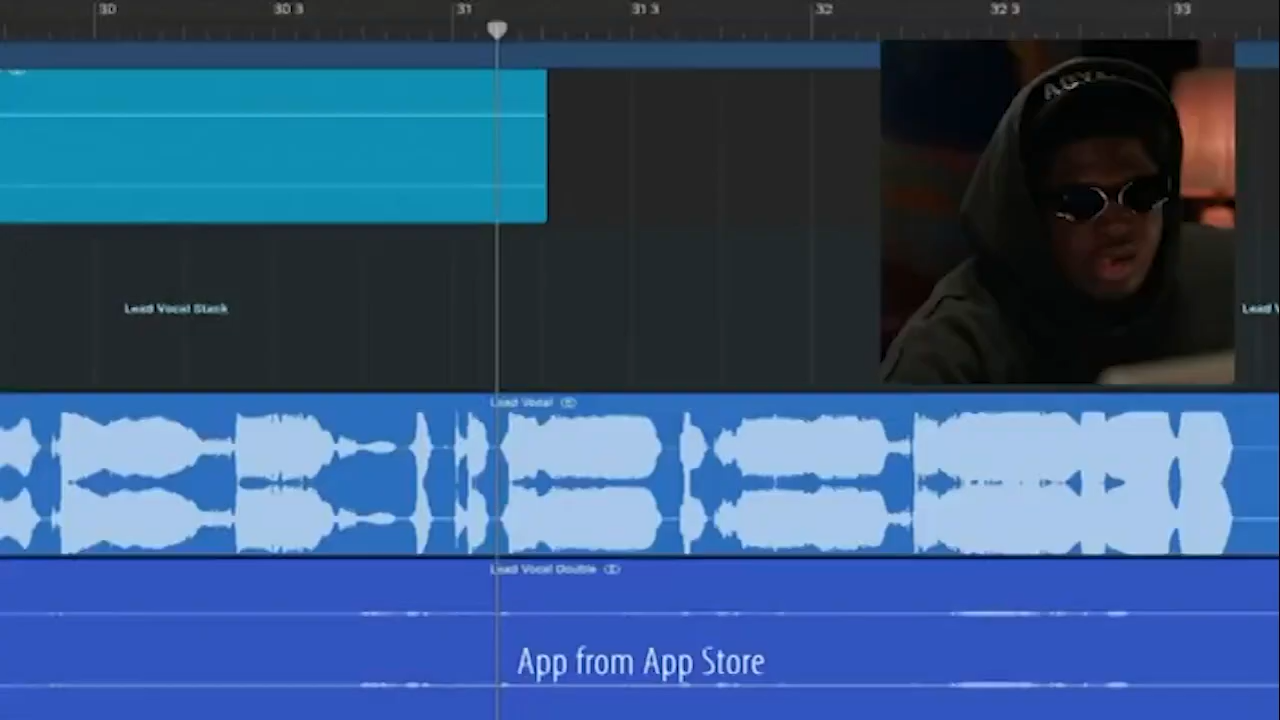 30
30 3
31
31 3
32
32 3
33
Lead Vocal Stack
Lead V
Lead Vocal
Lead Vocal Double
App from App Store